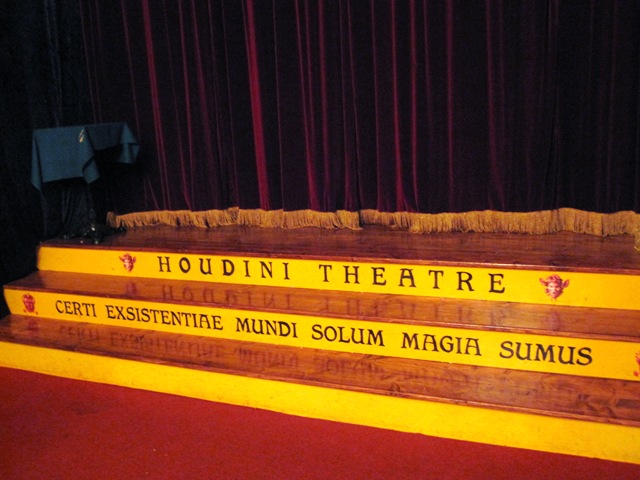 HOUDINI THEATRE
CERTI EXSISTENTIAE MUNDI SOLUM MAGIA SUMUS